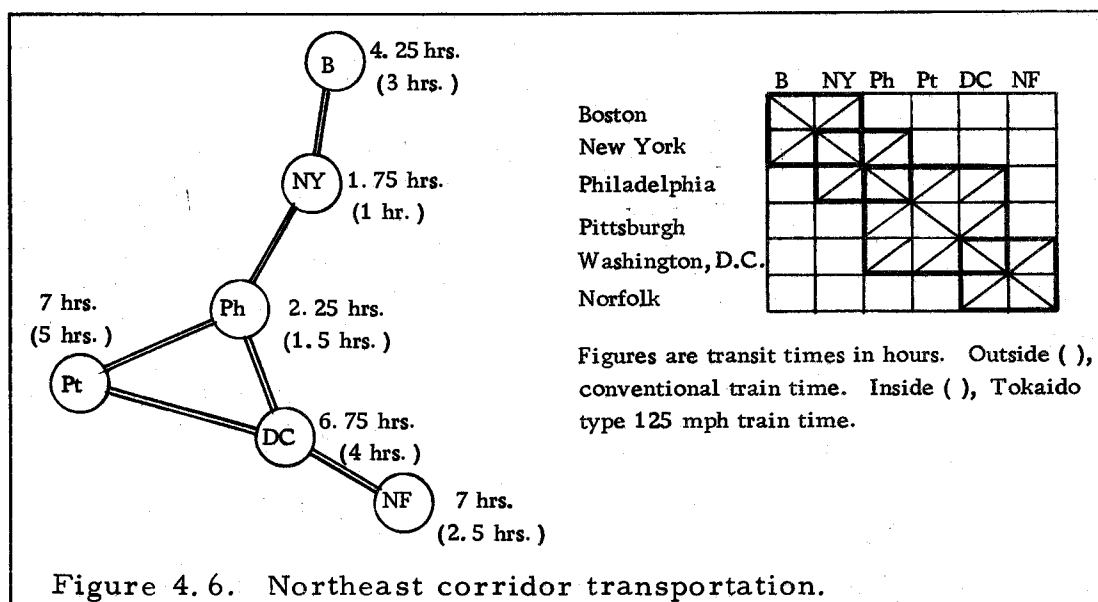 B
4. 25 hrs.
(3 hrs. )
NY
1. 75 hrs.
(1 hr. )
Ph
2. 25 hrs.
(1. 5 hrs. )
7 hrs.
(5 hrs. )
Pt
DC
6. 75 hrs.
(4 hrs. )
NF
7 hrs.
(2. 5 hrs. )
B NY Ph Pt DC NF
Boston
New York
Philadelphia
Pittsburgh
Washington, D.C.
Norfolk
Figures are transit times in hours. Outside ( ),
conventional train time. Inside ( ), Tokaido
type 125 mph train time.
Figure 4. 6. Northeast corridor transportation.